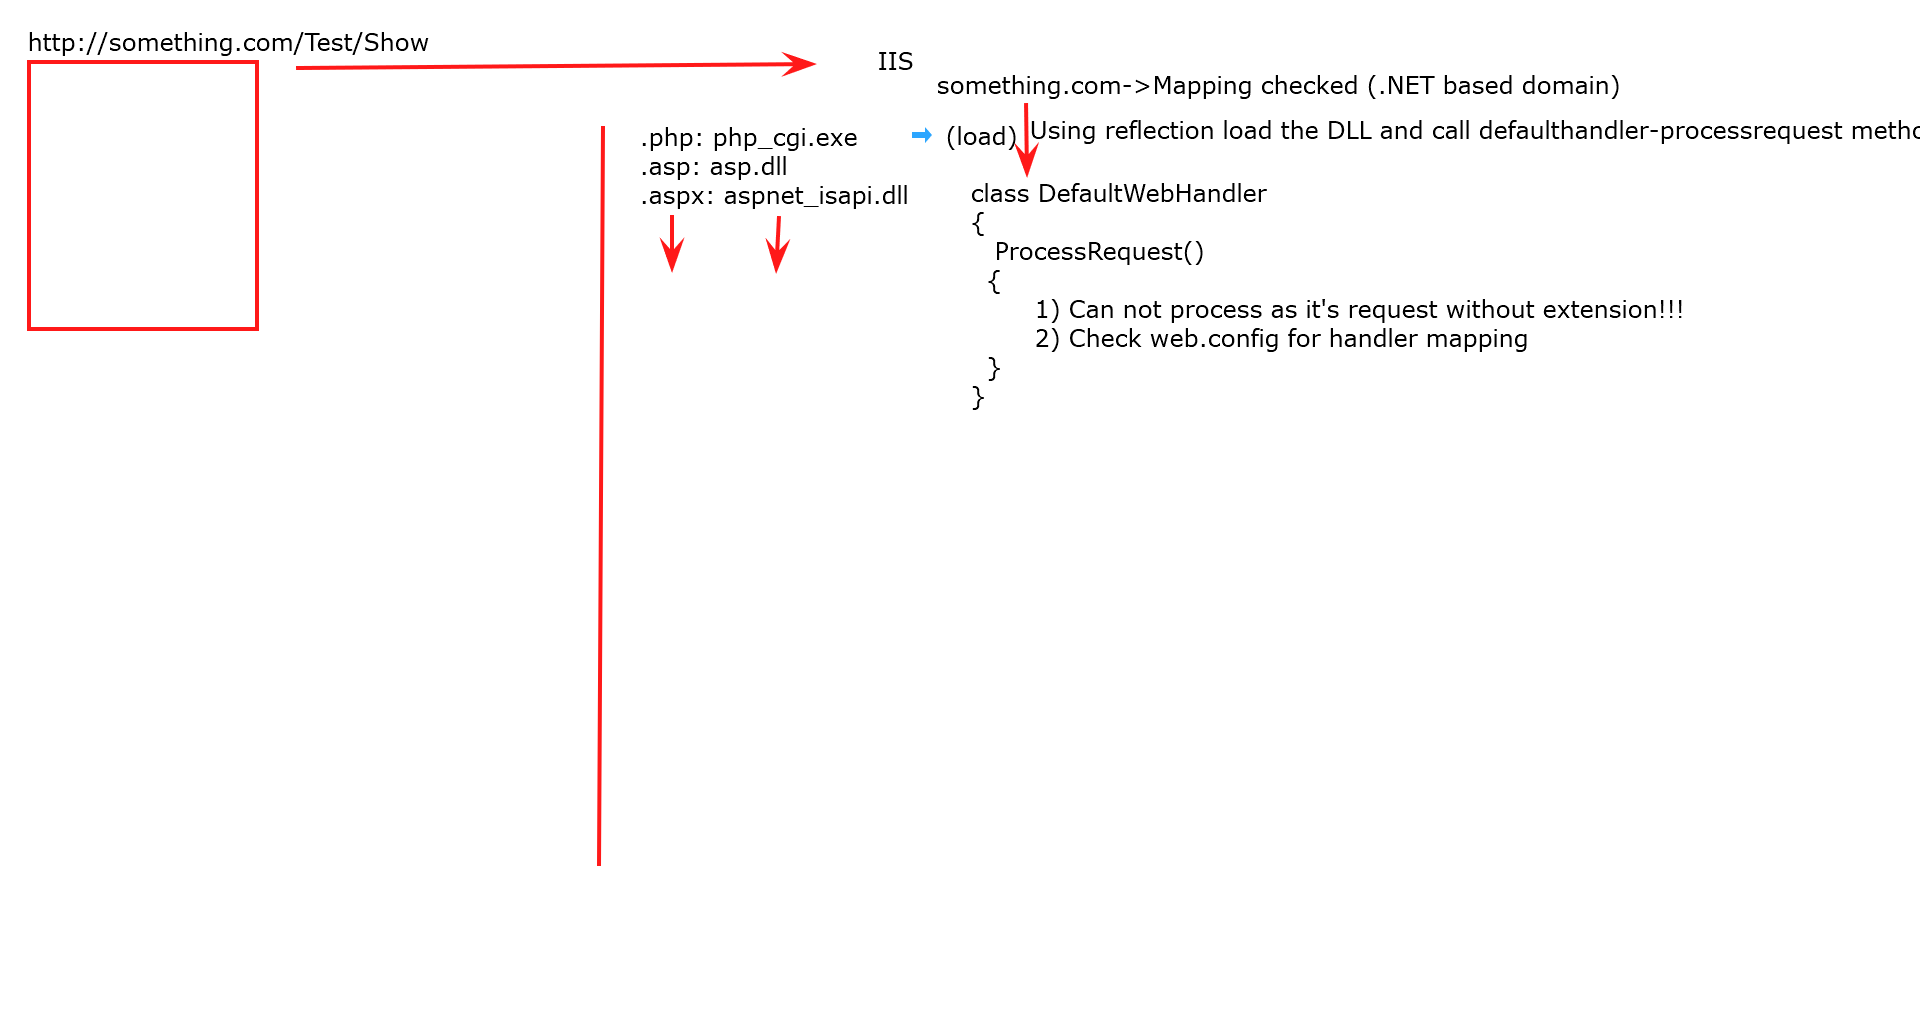 http://something.com/Test/Show
IIS
something.com->Mapping checked (.NET based domain)
.php: php_cgi.exe
.asp: asp.dll
.aspx: aspnet_isapi.dll
(load)
Using reflection load the DLL and call defaulthandler-processrequest metho
class DefaultWebHandler
{
ProcessRequest()
{
1) Can not process as it's request without extension!!!
2) Check web.config for handler mapping
}
}